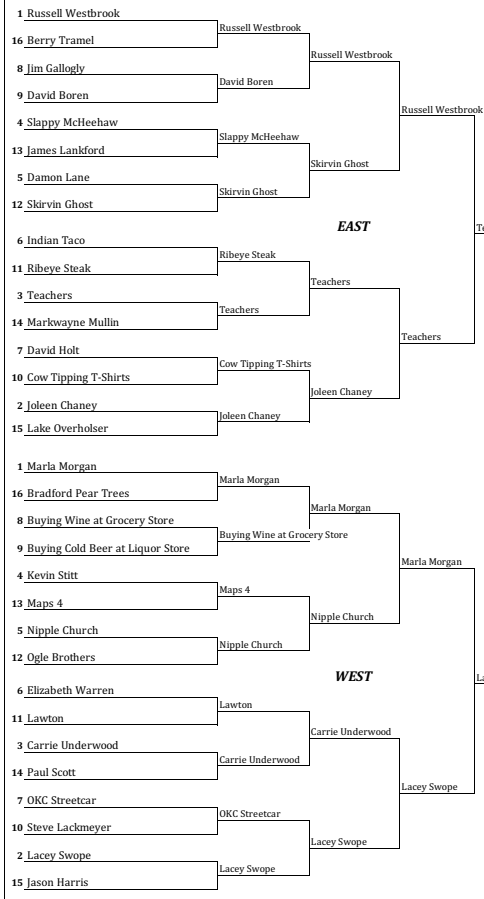 1 Russell Westbrook
16 Berry Tramel
8 Jim Gallogly
9 David Boren
4 Slappy McHeehaw
13 James Lankford
5 Damon Lane
12 Skirvin Ghost
6 Indian Taco
11 Ribeye Steak
3 Teachers
14 Markwayne Mullin
7 David Holt
10 Cow Tipping T-Shirts
2 Joleen Chaney
15 Lake Overholser
Russell Westbrook
David Boren
Slappy McHeehaw
Skirvin Ghost
Ribeye Steak
Teachers
Cow Tipping T-Shirts
Joleen Chaney
Russell Westbrook
Skirvin Ghost
Teachers
Joleen Chaney
Russell Westbrook
Teachers
EAST
1 Marla Morgan
16 Bradford Pear Trees
8 Buying Wine at Grocery Store
9 Buying Cold Beer at Liquor Store
4 Kevin Stitt
13 Maps 4
5 Nipple Church
12 Ogle Brothers
6 Elizabeth Warren
11 Lawton
3 Carrie Underwood
14 Paul Scott
7 OKC Streetcar
10 Steve Lackmeyer
2 Lacey Swope
15 Jason Harris
Marla Morgan
Buying Wine at Grocery Store
Maps 4
Nipple Church
Lawton
Carrie Underwood
OKC Streetcar
Lacey Swope
Marla Morgan
Nipple Church
Carrie Underwood
Lacey Swope
Marla Morgan
Lacey Swope
WEST